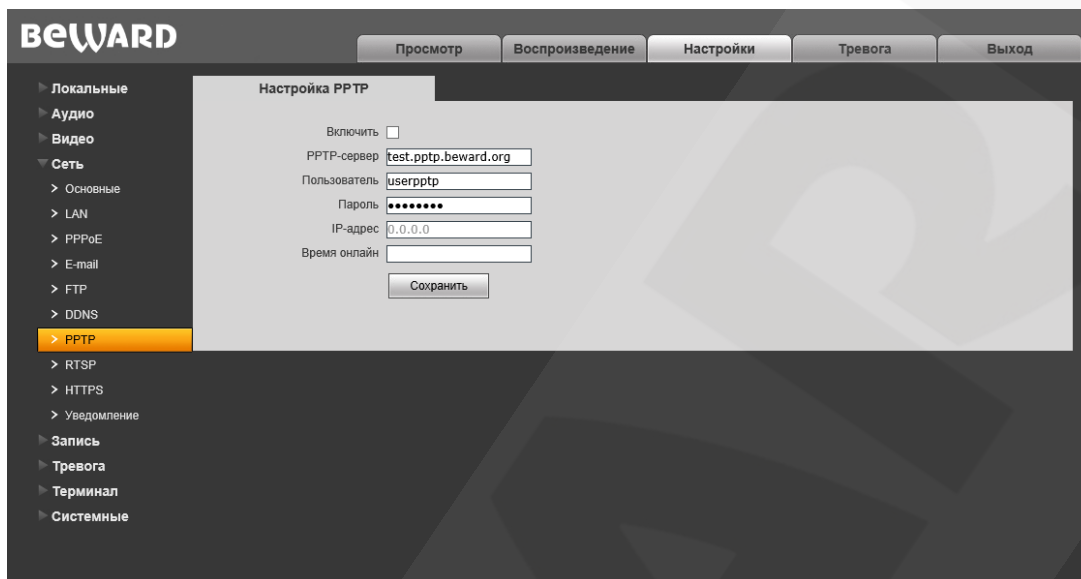 BEWARD
Просмотр Воспроизведение Настройки Тревога Выход
Локальные
Аудио
Видео
Сеть
> Основные
> LAN
> PPPoE
> E-mail
> FTP
> DDNS
> PPTP
> RTSP
> HTTPS
> Уведомление
Запись
Тревога
Терминал
Системные
Настройка PPTP
Включить
PPTP-сервер test.pptp.beward.org
Пользователь userpptp
Пароль ••••••••
IP-адрес 0.0.0.0
Время онлайн
Сохранить